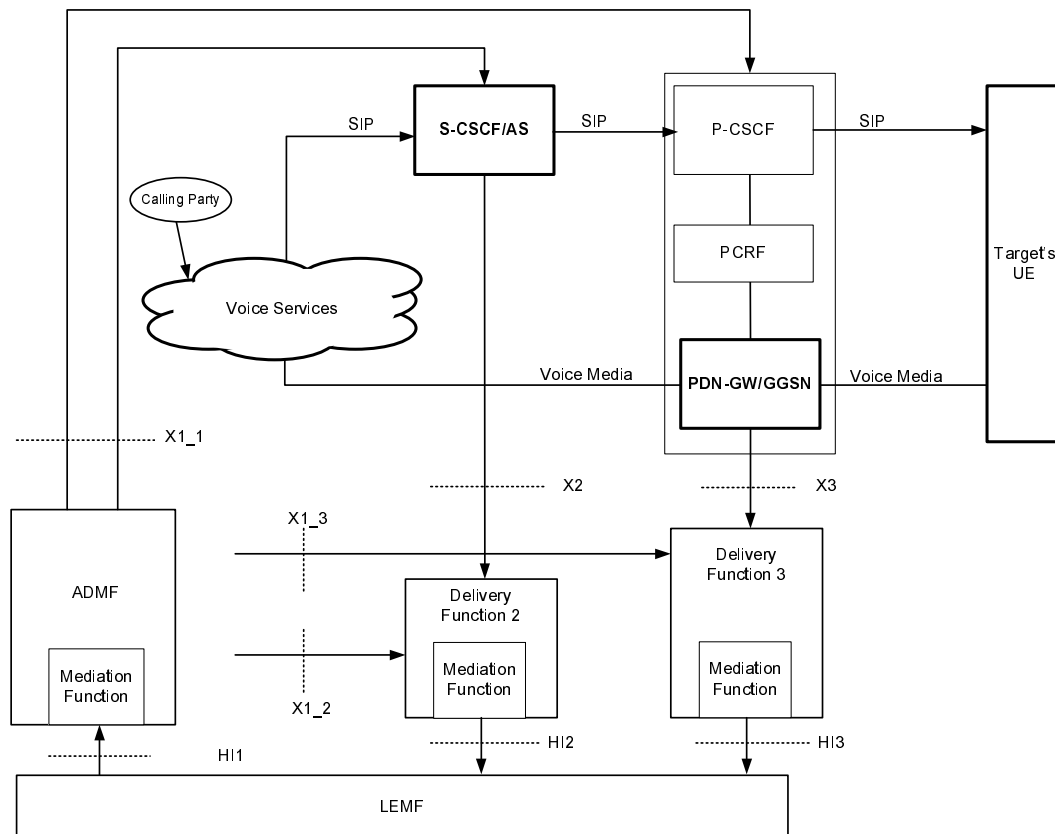 SIP
S-CSCF/AS
SIP
P-CSCF
SIP
Calling Party
PCRF
Target's
UE
Voice Services
Voice Media
PDN-GW/GGSN
Voice Media
X1_1
X2
X3
X1_3
ADMF
Delivery
Function 2
Delivery
Function 3
Mediation
Function
Mediation
Function
Mediation
Function
X1_2
HI1
HI2
HI3
LEMF